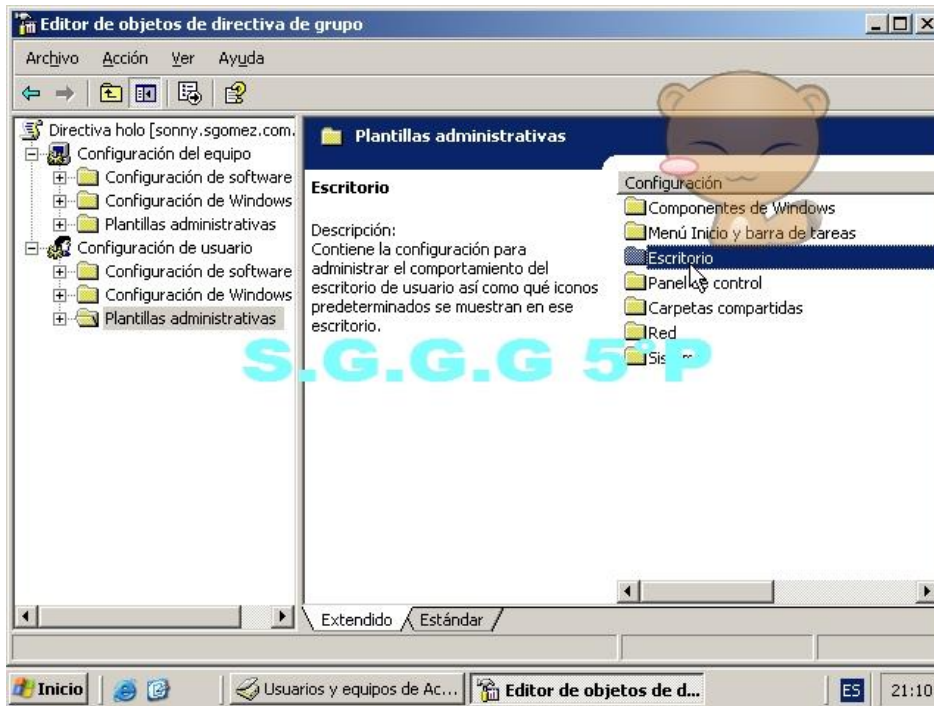 Editor de objetos de directiva de grupo
Archivo Acción Ver Ayuda
Directiva holo [sonny.sgomez.com.
Configuración del equipo
Configuración de software
Configuración de Windows
Plantillas administrativas
Configuración de usuario
Configuración de software
Configuración de Windows
Plantillas administrativas
Plantillas administrativas
Escritorio
Descripción:
Contiene la configuración para
administrar el comportamiento del
escritorio de usuario así como qué iconos
predeterminados se muestran en ese
escritorio.
Configuración
Componentes de Windows
Menú Inicio y barra de tareas
Escritorio
Panel de control
Carpetas compartidas
Red
S.G.G.G 5°P
Extendido Estándar
Inicio
Usuarios y equipos de Ac...
Editor de objetos de d...
ES
21:10